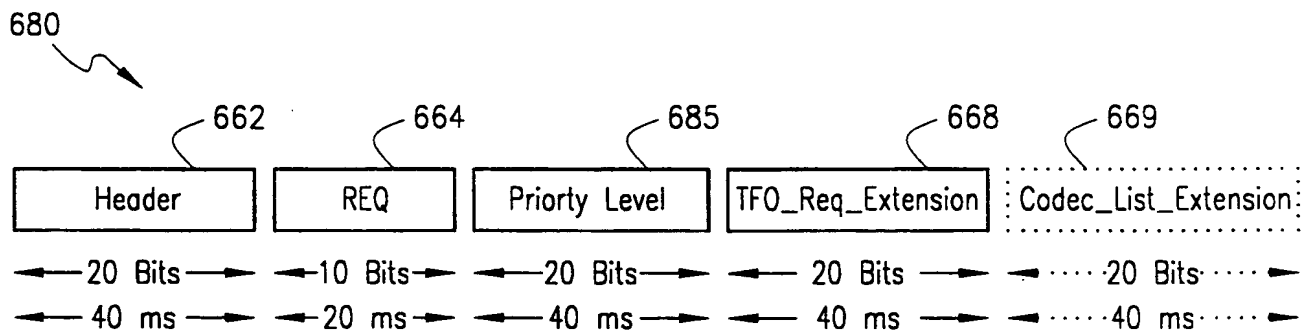 680
662 664 685 668 669
Header REQ Priorty Level TFO_Req_Extension Codec_List_Extension
20 Bits 10 Bits 20 Bits 20 Bits 20 Bits
40 ms 20 ms 40 ms 40 ms 40 ms